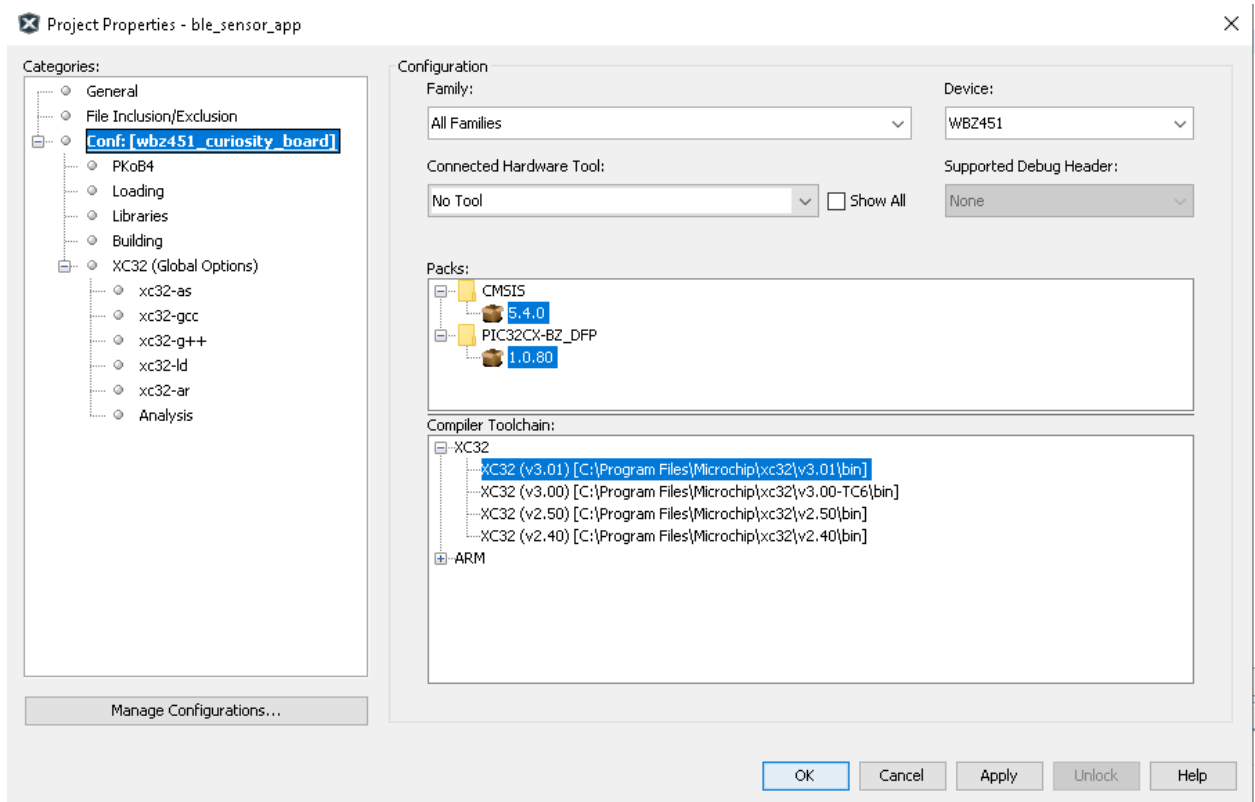 Project Properties - ble_sensor_app
Categories:
General
File Inclusion/Exclusion
Conf: [wbz451_curiosity_board]
PKoB4
Loading
Libraries
Building
XC32 (Global Options)
xc32-as
xc32-gcc
xc32-g++
xc32-ld
xc32-ar
Analysis
Manage Configurations...
Configuration
Family:
Device:
All Families
WBZ451
Connected Hardware Tool:
Supported Debug Header:
No Tool
Show All
None
Packs:
CMSIS
5.4.0
PIC32CX-BZ_DFP
1.0.80
Compiler Toolchain:
XC32
XC32 (v3.01) [C:\Program Files\Microchip\xc32\v3.01\bin]
XC32 (v3.00) [C:\Program Files\Microchip\xc32\v3.00-TC6\bin]
XC32 (v2.50) [C:\Program Files\Microchip\xc32\v2.50\bin]
XC32 (v2.40) [C:\Program Files\Microchip\xc32\v2.40\bin]
ARM
OK
Cancel
Apply
Unlock
Help